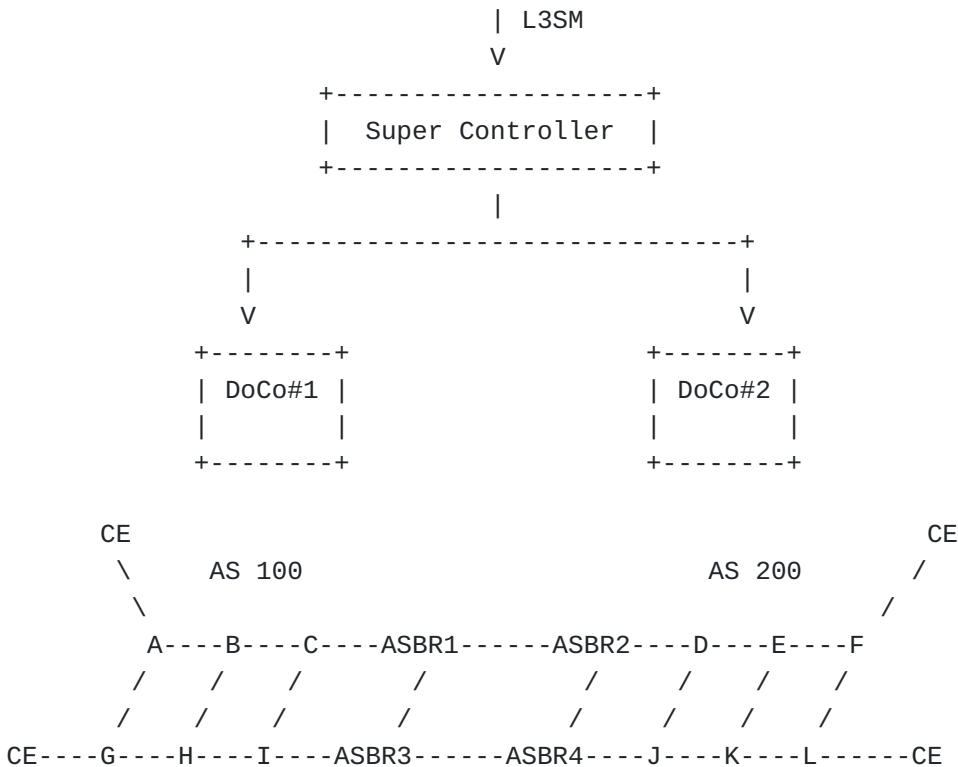 | L3SM
V
+--------------------+
|  Super Controller  |
+--------------------+
|
+-------------------------------+
|                               |
V                               V
+--------+                   +--------+
| DoCo#1 |                   | DoCo#2 |
|        |                   |        |
+--------+                   +--------+
CE                                                    CE
\     AS 100                          AS 200       /
\                                               /
A----B----C----ASBR1------ASBR2----D----E----F
/    /    /       /          /     /    /    /
/    /    /       /          /     /    /    /
CE----G----H----I----ASBR3------ASBR4----J----K----L------CE